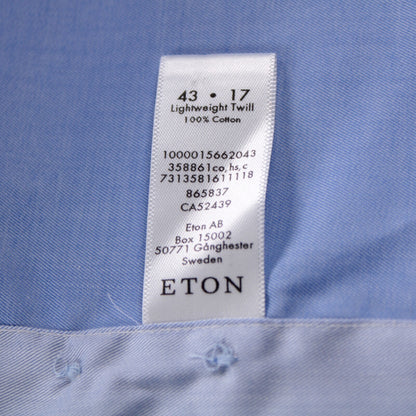 43 • 17
Lightweight Twill
100% Cotton
1000015662043
358861co, hs, c
7313581611118
865837
CA52439
Eton AB
Box 15002
50771 Gånghester
Sweden
ETON